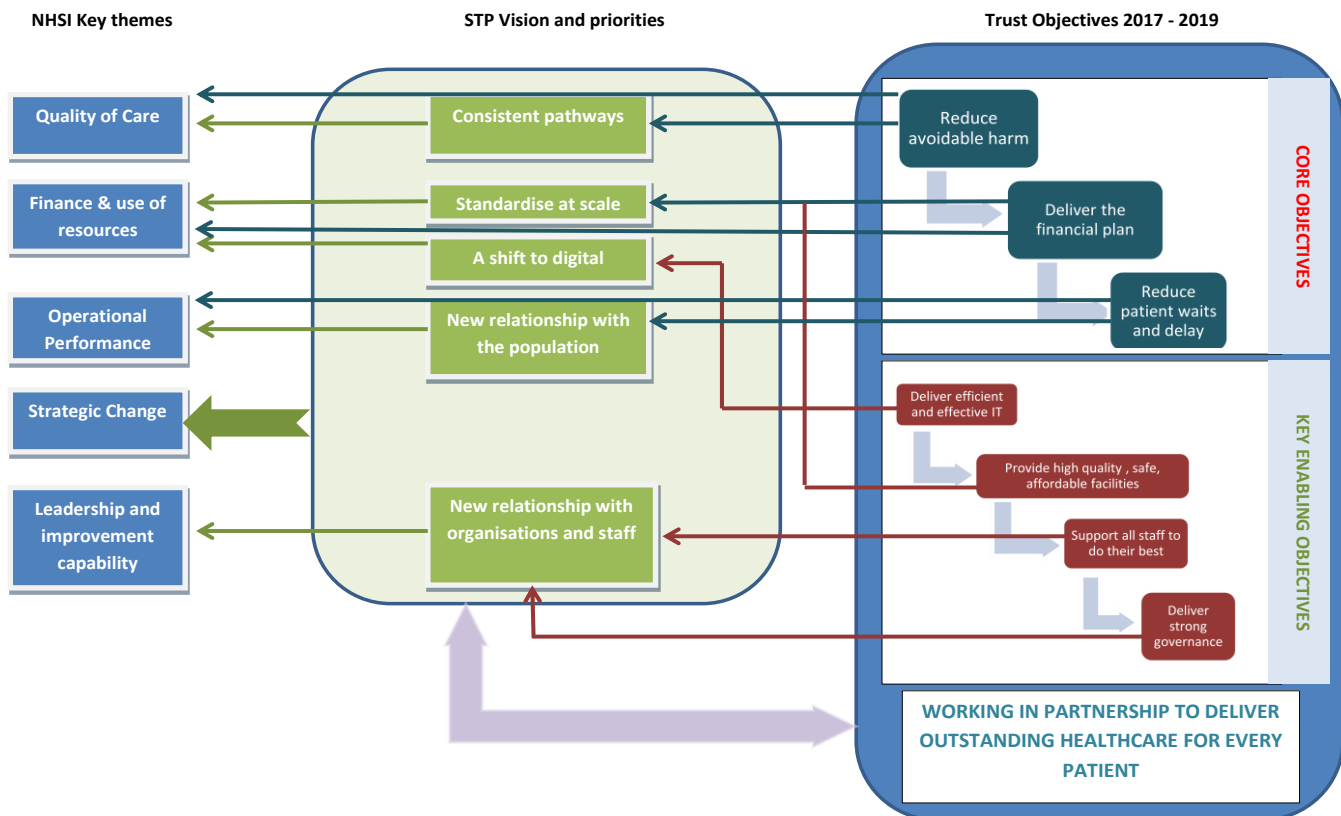 NHSI Key themes
STP Vision and priorities
Trust Objectives 2017 - 2019
Quality of Care
Finance & use of
resources
Operational
Performance
Strategic Change
Leadership and
improvement
capability
Consistent pathways
Standardise at scale
A shift to digital
New relationship with
the population
New relationship with
organisations and staff
Reduce
avoidable harm
Deliver the
financial plan
Reduce
patient waits
and delay
CORE OBJECTIVES
Deliver efficient
and effective IT
Provide high quality , safe,
affordable facilities
Support all staff to
do their best
Deliver
strong
governance
KEY ENABLING OBJECTIVES
WORKING IN PARTNERSHIP TO DELIVER
OUTSTANDING HEALTHCARE FOR EVERY
PATIENT